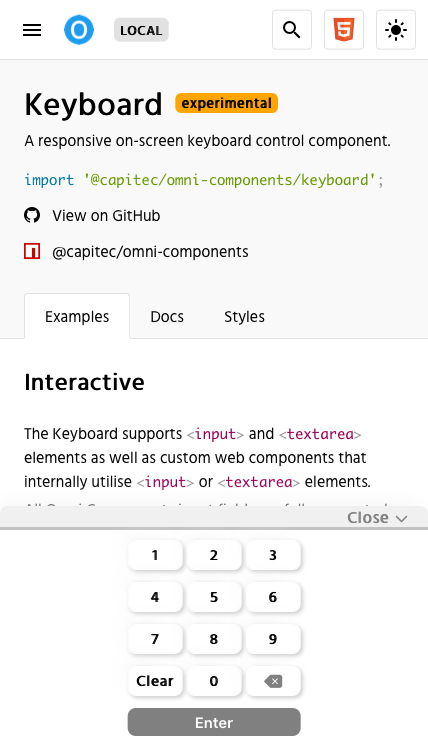 LOCAL
Keyboard experimental
A responsive on-screen keyboard control component.
import '@capitec/omni-components/keyboard';
View on GitHub
@capitec/omni-components
Examples Docs Styles
Interactive
The Keyboard supports <input> and <textarea>
elements as well as custom web components that
internally utilise <input> or <textarea> elements.
Close
1 2 3
4 5 6
7 8 9
Clear 0
Enter